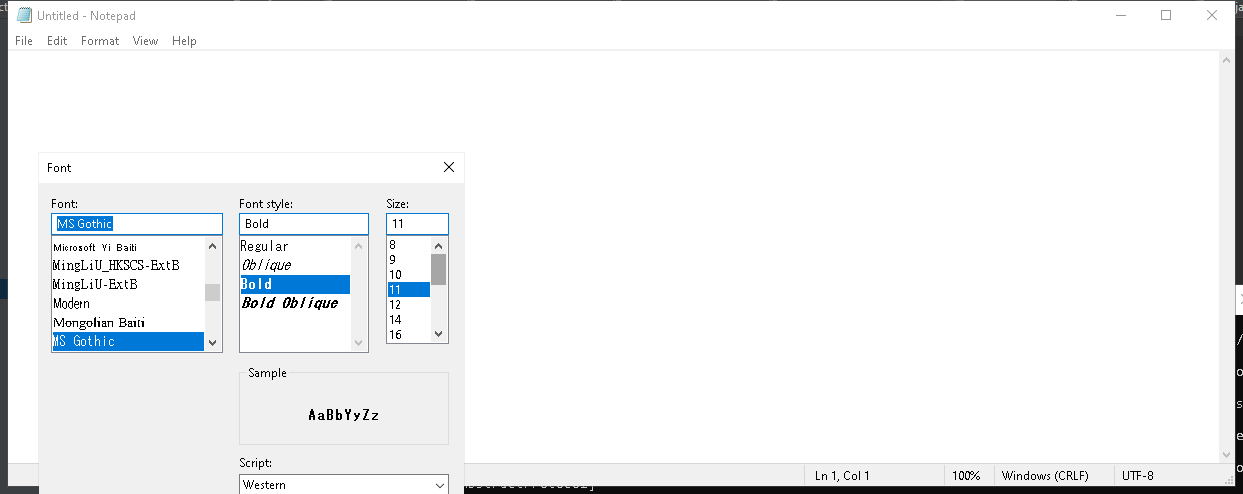 Untitled - Notepad
File Edit Format View Help
Font
Font: Font style: Size:
MS Gothic Bold 11
Microsoft Yi Baiti
MingLiU_HKSCS-ExtB
MingLiU-ExtB
Modern
Mongolian Baiti
MS Gothic
Regular
Oblique
Bold
Bold Oblique
8
9
10
11
12
14
16
Sample
AaBbYyZz
Script:
Western
Ln 1, Col 1 100% Windows (CRLF) UTF-8